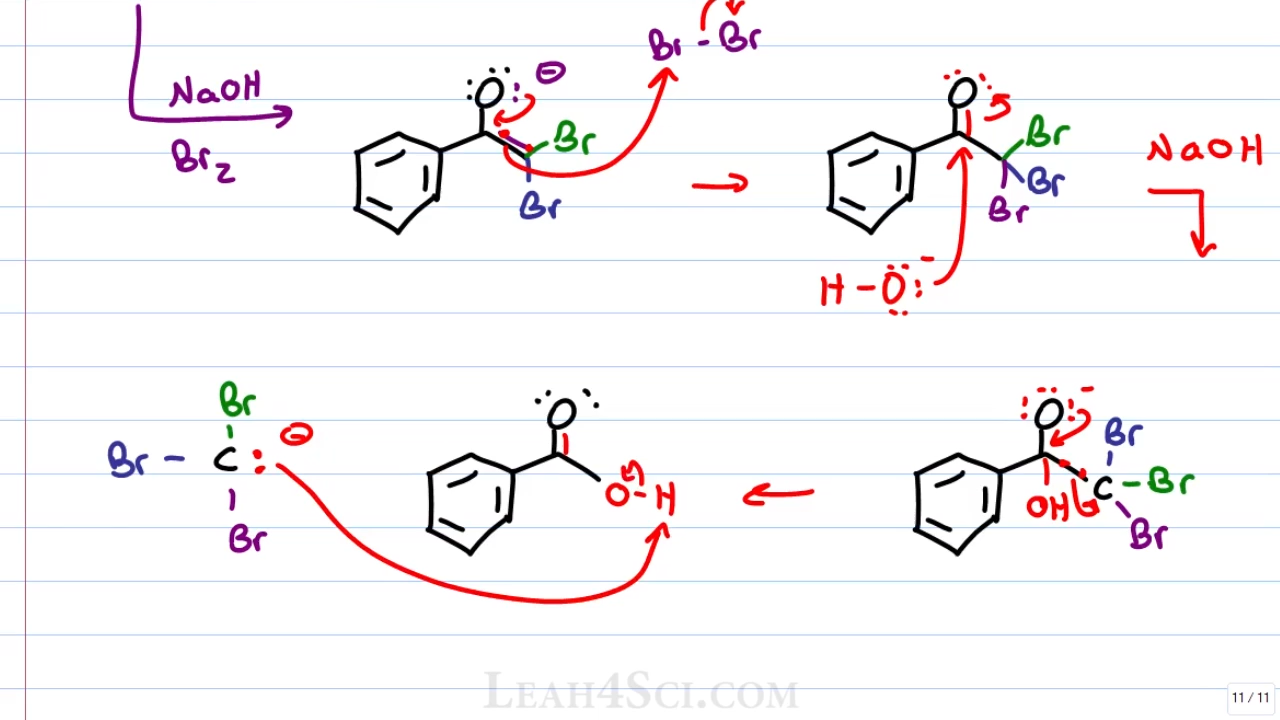 Br - Br
NaOH
Br2
O
Br
Br
O
Br
Br
Br
NaOH
H - O
Br
Br - C
Br
O
O - H
O
Br
C - Br
OH
Br
LEAH4SCI.COM
11 / 11